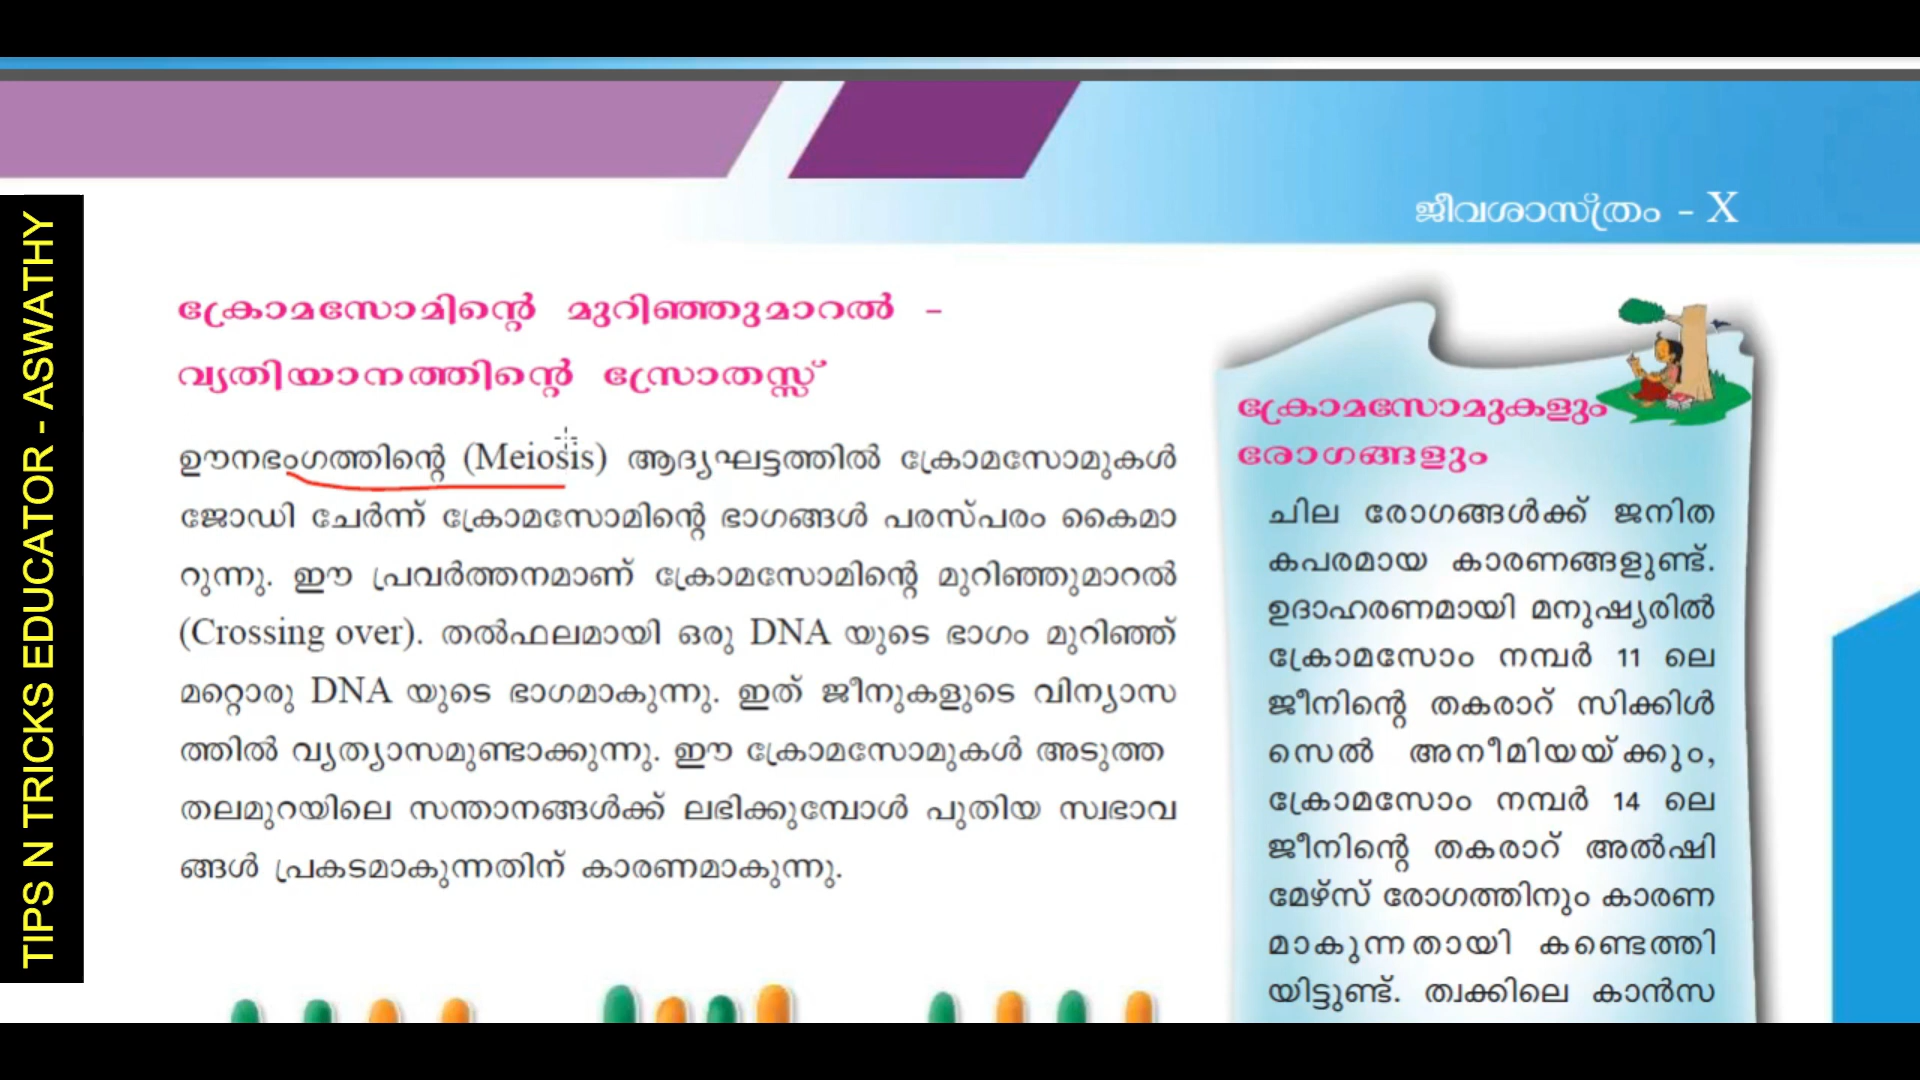 TIPS N TRICKS EDUCATOR - ASWATHY
ജീവശാസ്ത്രം - X
ക്രോമസോമിന്റെ മുറിഞ്ഞുമാറൽ -
വ്യതിയാനത്തിന്റെ സ്രോതസ്സ്
ഊനഭംഗത്തിന്റെ (Meiosis) ആദ്യഘട്ടത്തിൽ ക്രോമസോമുകൾ
ജോഡി ചേർന്ന് ക്രോമസോമിന്റെ ഭാഗങ്ങൾ പരസ്പരം കൈമാ
റുന്നു. ഈ പ്രവർത്തനമാണ് ക്രോമസോമിന്റെ മുറിഞ്ഞുമാറൽ
(Crossing over). തൽഫലമായി ഒരു DNA യുടെ ഭാഗം മുറിഞ്ഞ്
മറ്റൊരു DNA യുടെ ഭാഗമാകുന്നു. ഇത് ജീനുകളുടെ വിന്യാസ
ത്തിൽ വ്യത്യാസമുണ്ടാക്കുന്നു. ഈ ക്രോമസോമുകൾ അടുത്ത
തലമുറയിലെ സന്താനങ്ങൾക്ക് ലഭിക്കുമ്പോൾ പുതിയ സ്വഭാവ
ങ്ങൾ പ്രകടമാകുന്നതിന് കാരണമാകുന്നു.
ക്രോമസോമുകളും
രോഗങ്ങളും
ചില രോഗങ്ങൾക്ക് ജനിത
കപരമായ കാരണങ്ങളുണ്ട്.
ഉദാഹരണമായി മനുഷ്യരിൽ
ക്രോമസോം നമ്പർ 11 ലെ
ജീനിന്റെ തകരാറ് സിക്കിൾ
സെൽ അനീമിയയ്ക്കും,
ക്രോമസോം നമ്പർ 14 ലെ
ജീനിന്റെ തകരാറ് അൽഷി
മേഴ്സ് രോഗത്തിനും കാരണ
മാകുന്നതായി കണ്ടെത്തി
യിട്ടുണ്ട്. ത്വക്കിലെ കാൻസ